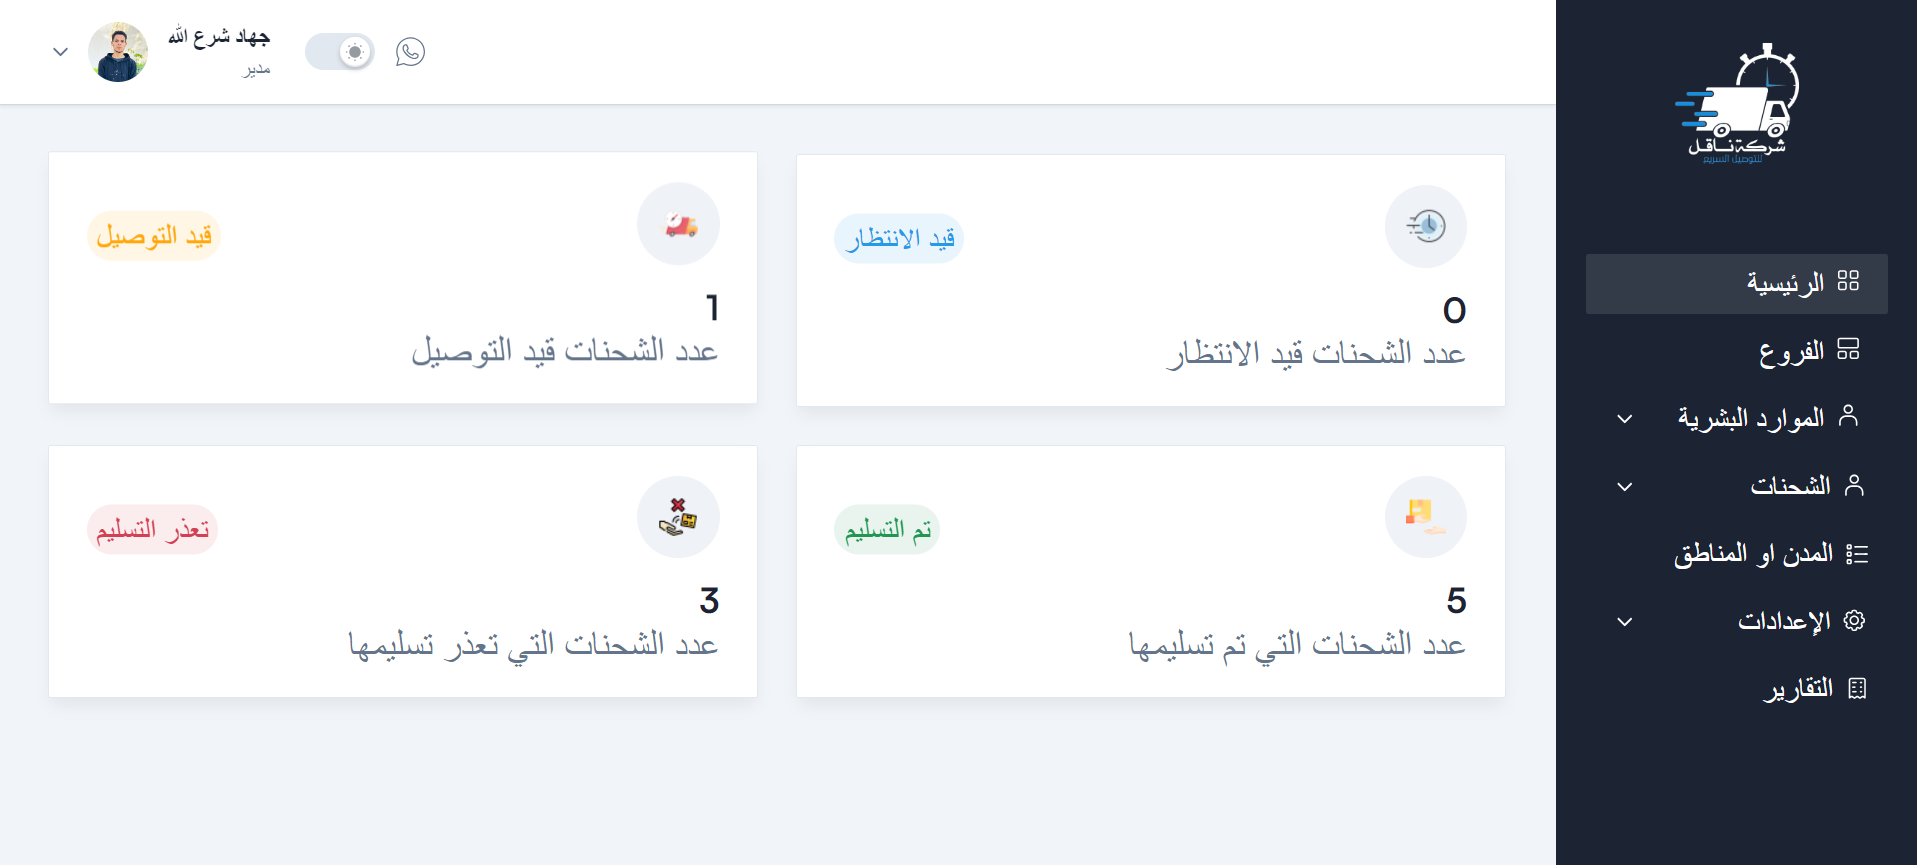 شركة ناقل
للتوصيل السريع
الرئيسية
الفروع
الموارد البشرية
الشحنات
المدن او المناطق
الإعدادات
التقارير
جهاد شرع الله
مدير
قيد الانتظار
0
عدد الشحنات قيد الانتظار
قيد التوصيل
1
عدد الشحنات قيد التوصيل
تم التسليم
5
عدد الشحنات التي تم تسليمها
تعذر التسليم
3
عدد الشحنات التي تعذر تسليمها